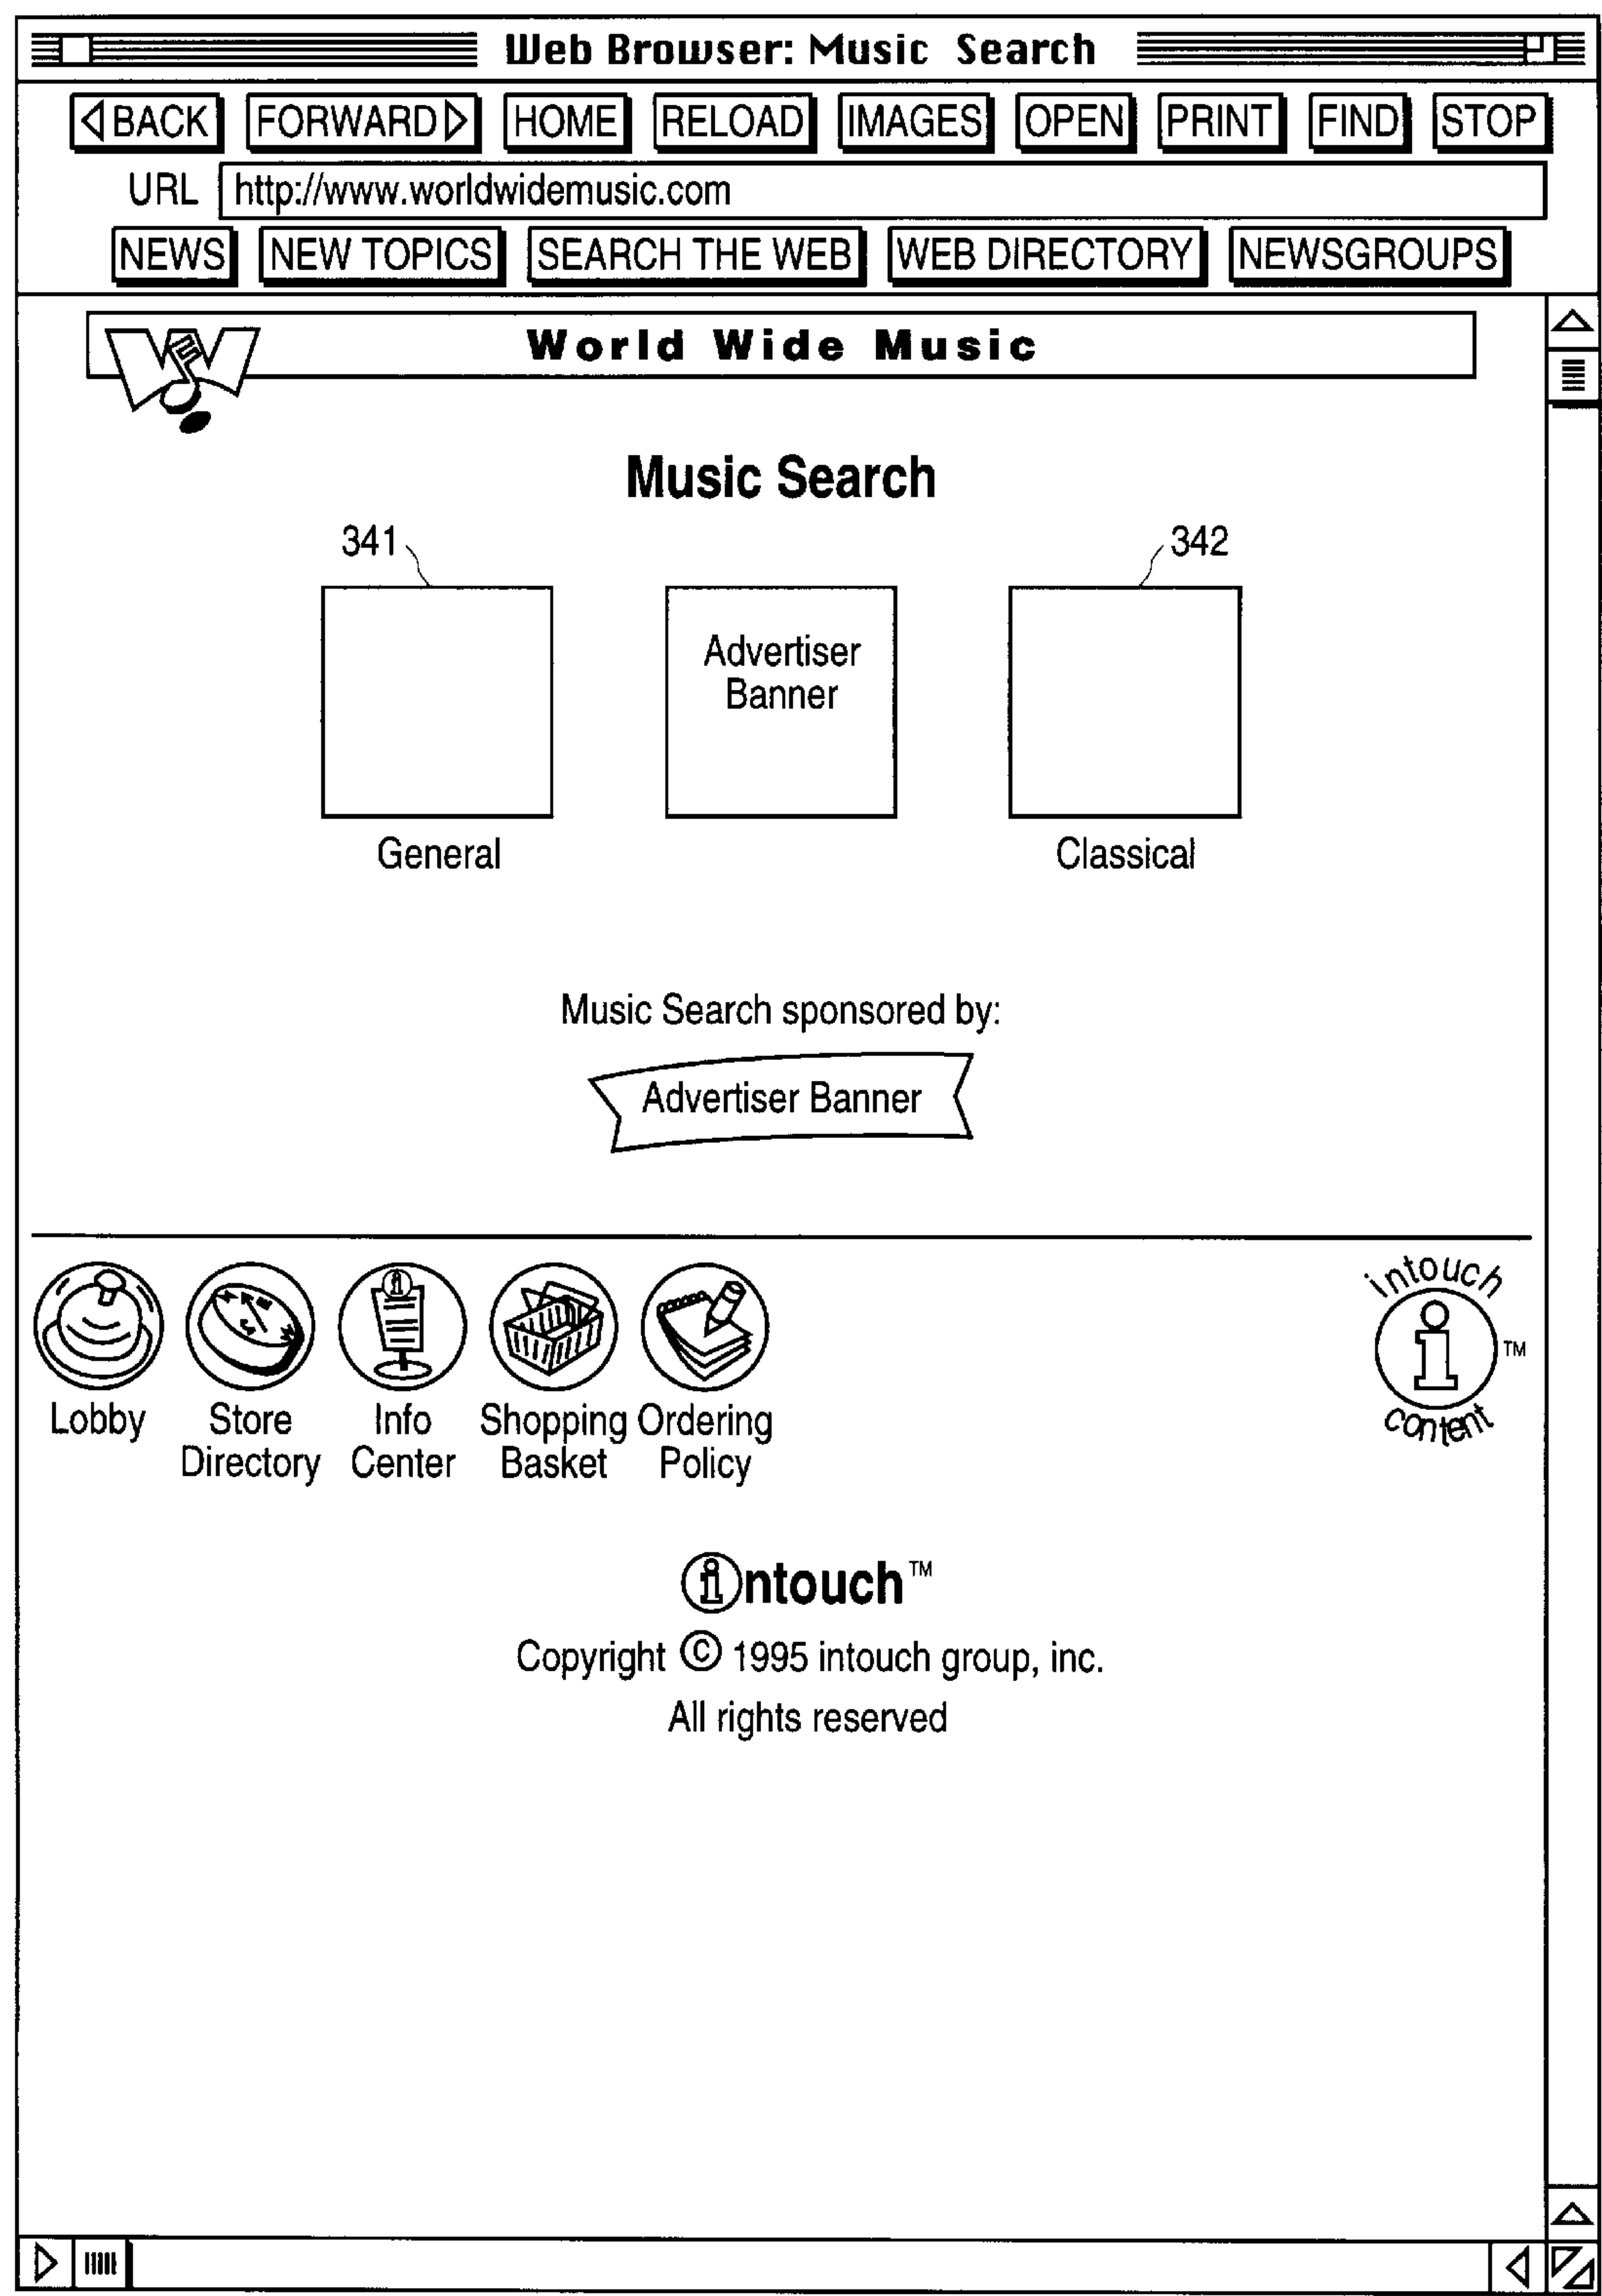 Web Browser: Music Search
BACK FORWARD HOME RELOAD IMAGES OPEN PRINT FIND STOP
URL http://www.worldwidemusic.com
NEWS NEW TOPICS SEARCH THE WEB WEB DIRECTORY NEWSGROUPS
World Wide Music
Music Search
341 342
Advertiser
Banner
General Classical
Music Search sponsored by:
Advertiser Banner
intouch
i TM
content
Lobby Store Info Shopping Ordering
Directory Center Basket Policy
intouch™
Copyright © 1995 intouch group, inc.
All rights reserved